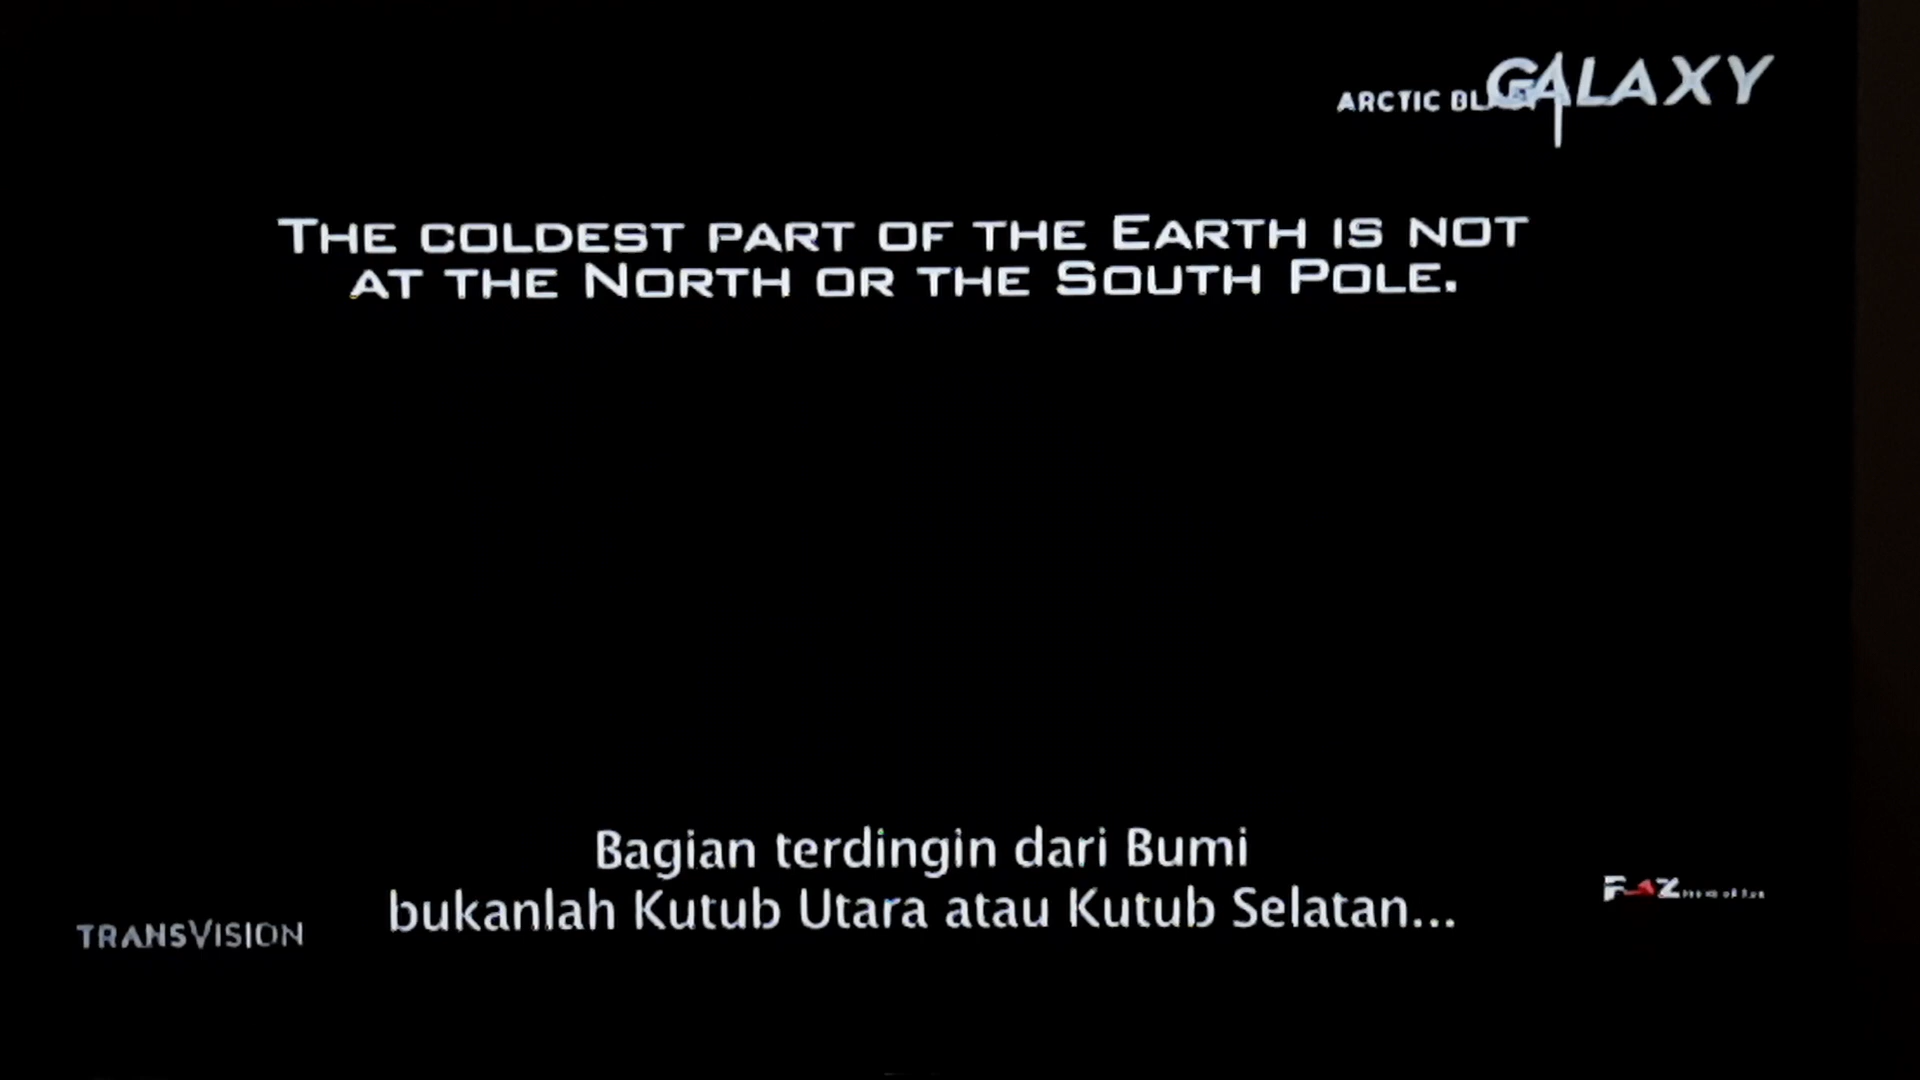 ARCTIC
GALAXY
THE COLDEST PART OF THE EARTH IS NOT
AT THE NORTH OR THE SOUTH POLE.
Bagian terdingin dari Bumi
bukanlah Kutub Utara atau Kutub Selatan...
TRANSVISION